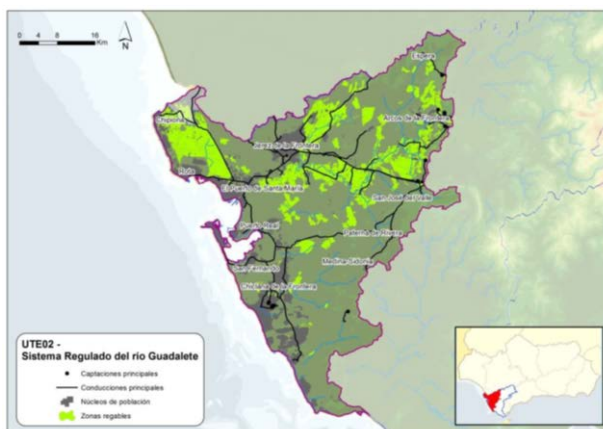 0 4 8 16
Km
N
Espera
Chipiona
Arcos de la Frontera
Jerez de la Frontera
Rota
El Puerto de Santa María
San José del Valle
Puerto Real
Paterna de Rivera
San Fernando
Medina-Sidonia
Chiclana de la Frontera
UTE02 -
Sistema Regulado del río Guadalete
Captaciones principales
Conducciones principales
Núcleos de población
Zonas regables